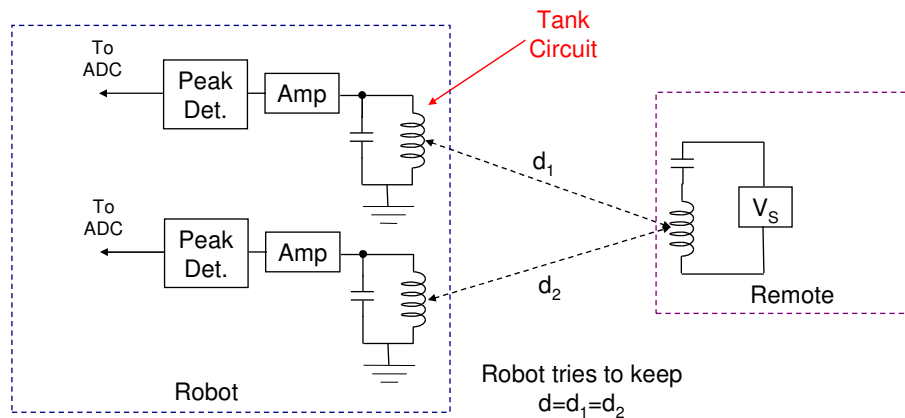 Tank
Circuit
To
ADC
Peak
Det.
Amp
d₁
To
ADC
Peak
Det.
Amp
d₂
V_S
Remote
Robot
Robot tries to keep
d=d₁=d₂